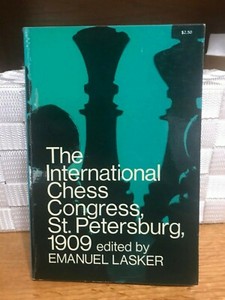 $2.50
The
International
Chess
Congress,
St. Petersburg,
1909 edited by
EMANUEL LASKER